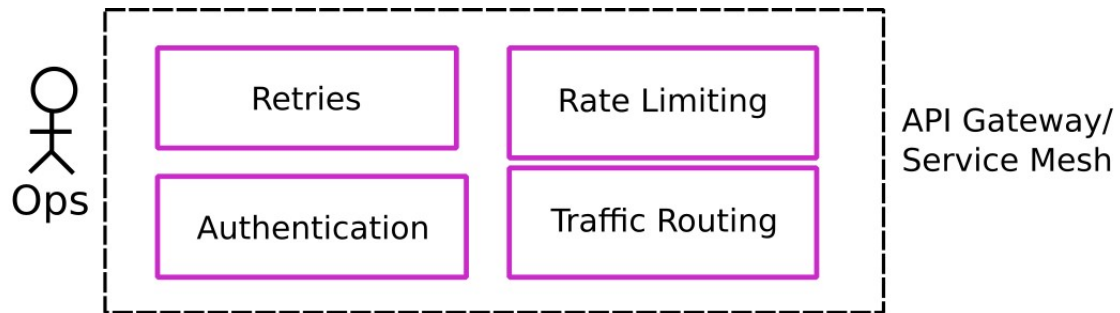 Retries
Rate Limiting
API Gateway/
Service Mesh
Ops
Authentication
Traffic Routing